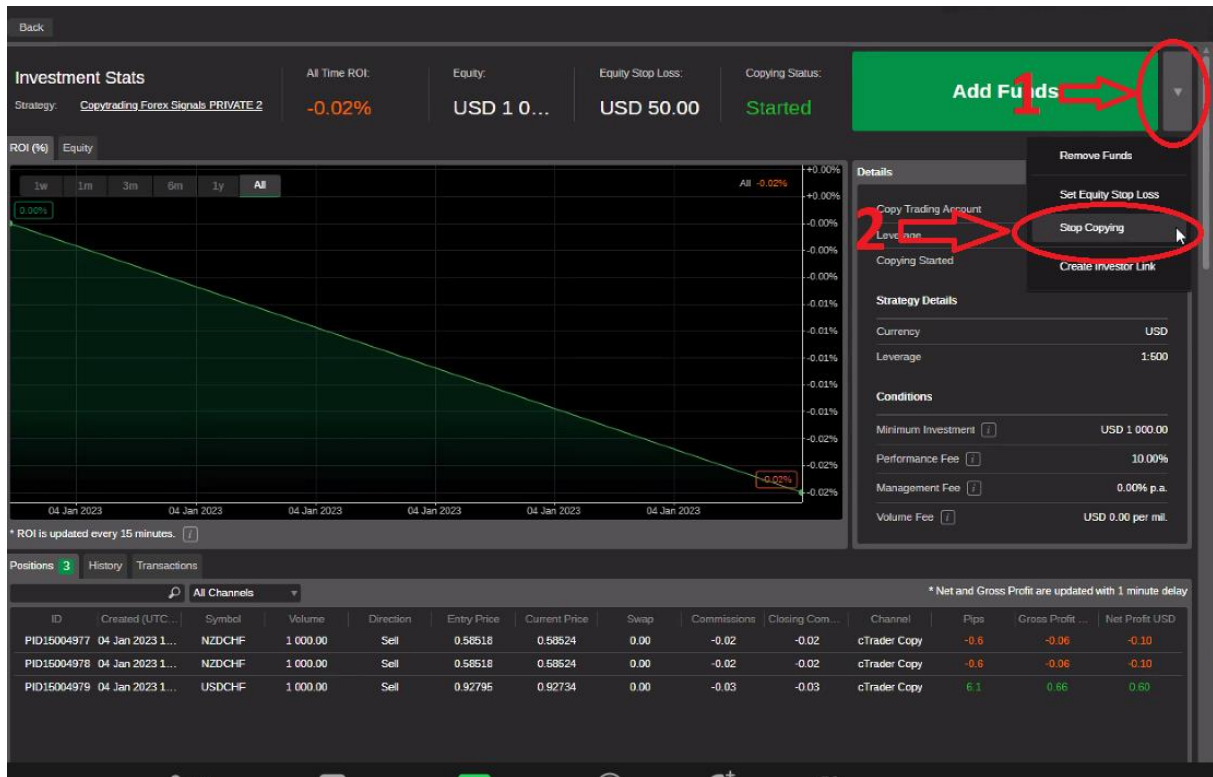 Back
Investment Stats
Strategy: Copytrading Forex Signals PRIVATE 2
All Time ROI:
-0.02%
Equity:
USD 1 0...
Equity Stop Loss:
USD 50.00
Copying Status:
Started
Add Funds
1
Remove Funds
Set Equity Stop Loss
2
Stop Copying
Create Investor Link
ROI (%) Equity
1w 1m 3m 6m 1y All
All -0.02%
0.00%
+0.00%
+0.00%
-0.00%
-0.00%
-0.00%
-0.01%
-0.01%
-0.01%
-0.01%
-0.01%
-0.02%
-0.02%
-0.02%
-0.02%
04 Jan 2023 04 Jan 2023 04 Jan 2023 04 Jan 2023 04 Jan 2023 04 Jan 2023
* ROI is updated every 15 minutes.
Details
Copy Trading Account
Leverage
Copying Started
Strategy Details
Currency USD
Leverage 1:500
Conditions
Minimum Investment i USD 1 000.00
Performance Fee i 10.00%
Management Fee i 0.00% p.a.
Volume Fee i USD 0.00 per mil.
Positions 3 History Transactions
All Channels
* Net and Gross Profit are updated with 1 minute delay
ID Created (UTC... Symbol Volume Direction Entry Price Current Price Swap Commissions Closing Com... Channel Pips Gross Profit ... Net Profit USD
PID15004977 04 Jan 2023 1... NZDCHF 1 000.00 Sell 0.58518 0.58524 0.00 -0.02 -0.02 cTrader Copy -0.6 -0.06 -0.10
PID15004978 04 Jan 2023 1... NZDCHF 1 000.00 Sell 0.58518 0.58524 0.00 -0.02 -0.02 cTrader Copy -0.6 -0.06 -0.10
PID15004979 04 Jan 2023 1... USDCHF 1 000.00 Sell 0.92795 0.92734 0.00 -0.03 -0.03 cTrader Copy 6.1 0.66 0.60